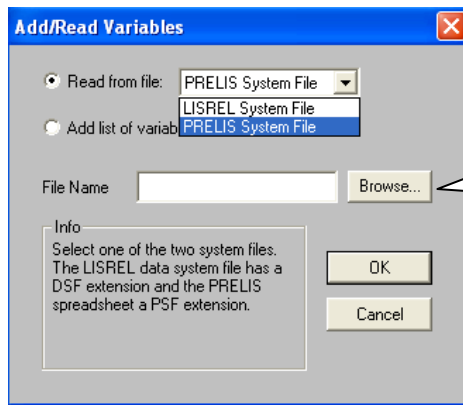 Add/Read Variables
Read from file: PRELIS System File
LISREL System File
Add list of variab PRELIS System File
File Name Browse...
Info
Select one of the two system files.
The LISREL data system file has a
DSF extension and the PRELIS
spreadsheet a PSF extension.
OK
Cancel